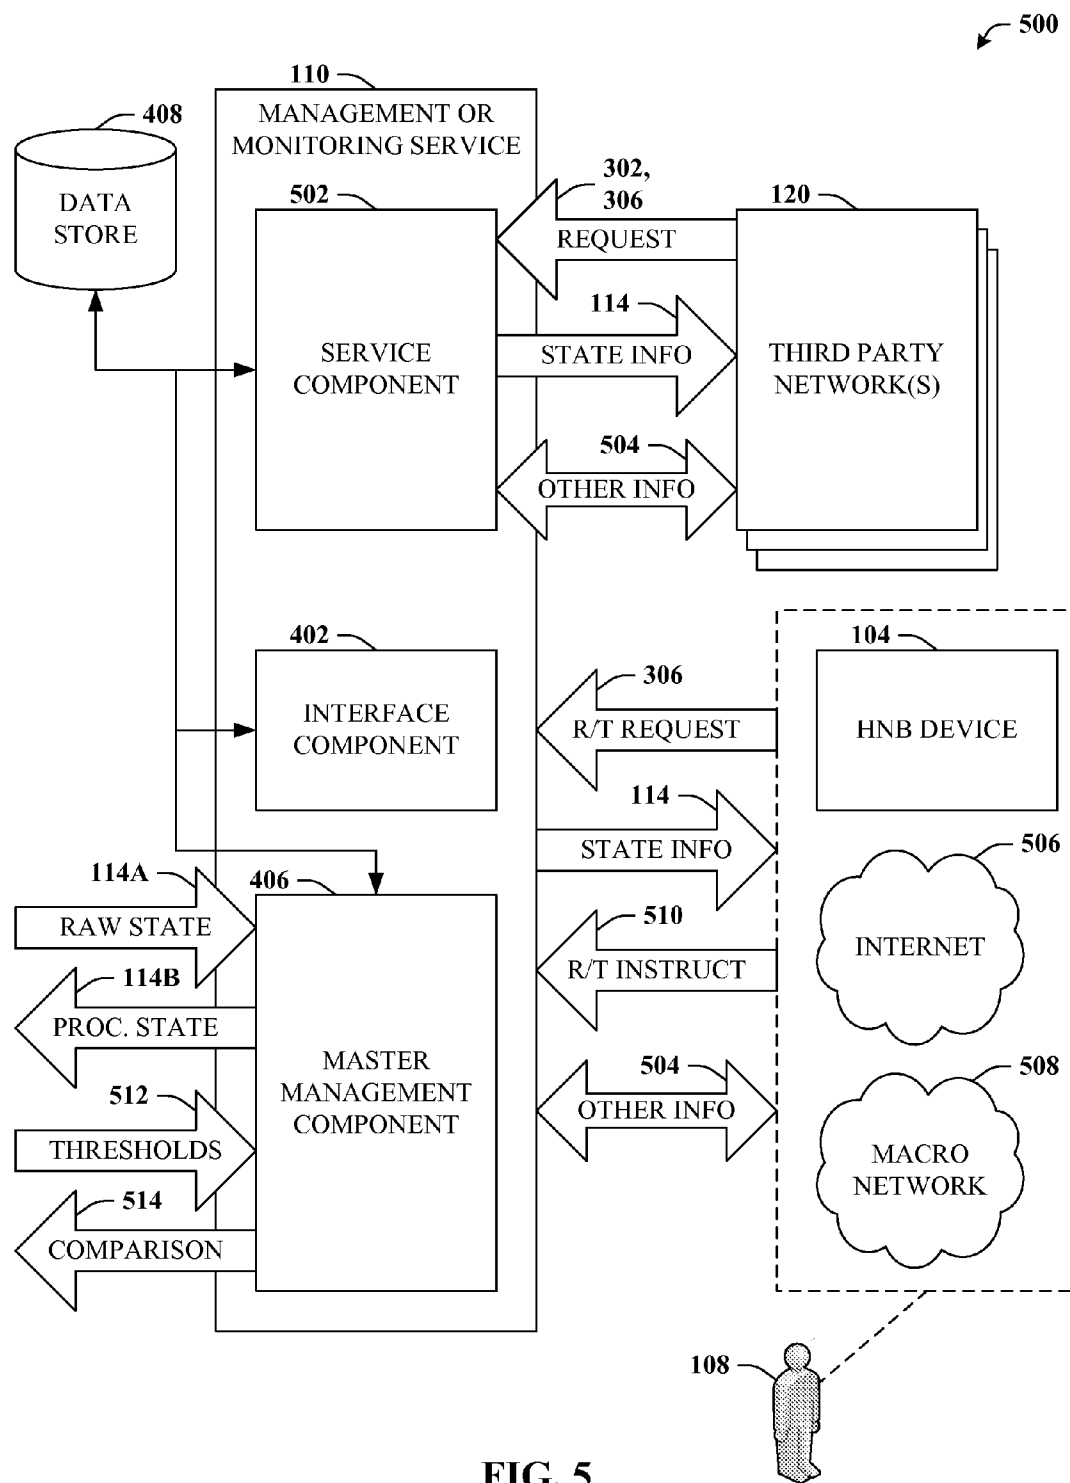 500
110
408
MANAGEMENT OR
MONITORING SERVICE
302,
306
502
120
DATA
STORE
REQUEST
114
SERVICE
COMPONENT
STATE INFO
THIRD PARTY
NETWORK(S)
504
OTHER INFO
402
104
306
INTERFACE
COMPONENT
R/T REQUEST
HNB DEVICE
114
STATE INFO
506
114A
406
RAW STATE
510
INTERNET
R/T INSTRUCT
114B
PROC. STATE
MASTER
MANAGEMENT
COMPONENT
504
508
512
OTHER INFO
THRESHOLDS
MACRO
NETWORK
514
COMPARISON
108
FIG. 5